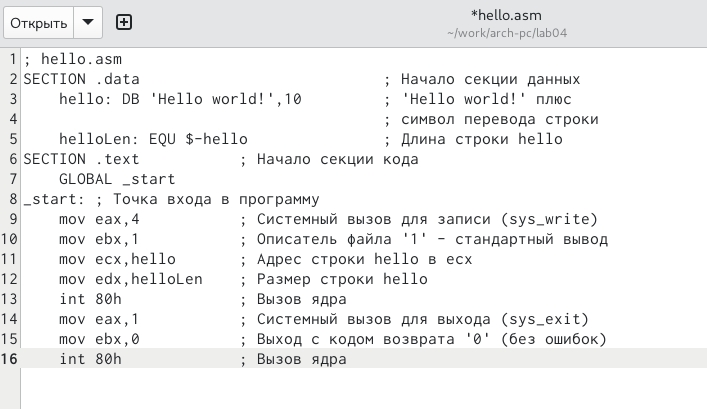 Открыть
*hello.asm
~/work/arch-pc/lab04
1 ; hello.asm
2 SECTION .data ; Начало секции данных
3 hello: DB 'Hello world!',10 ; 'Hello world!' плюс
4 ; символ перевода строки
5 helloLen: EQU $-hello ; Длина строки hello
6 SECTION .text ; Начало секции кода
7 GLOBAL _start
8 _start: ; Точка входа в программу
9 mov eax,4 ; Системный вызов для записи (sys_write)
10 mov ebx,1 ; Описатель файла '1' - стандартный вывод
11 mov ecx,hello ; Адрес строки hello в ecx
12 mov edx,helloLen ; Размер строки hello
13 int 80h ; Вызов ядра
14 mov eax,1 ; Системный вызов для выхода (sys_exit)
15 mov ebx,0 ; Выход с кодом возврата '0' (без ошибок)
16 int 80h ; Вызов ядра